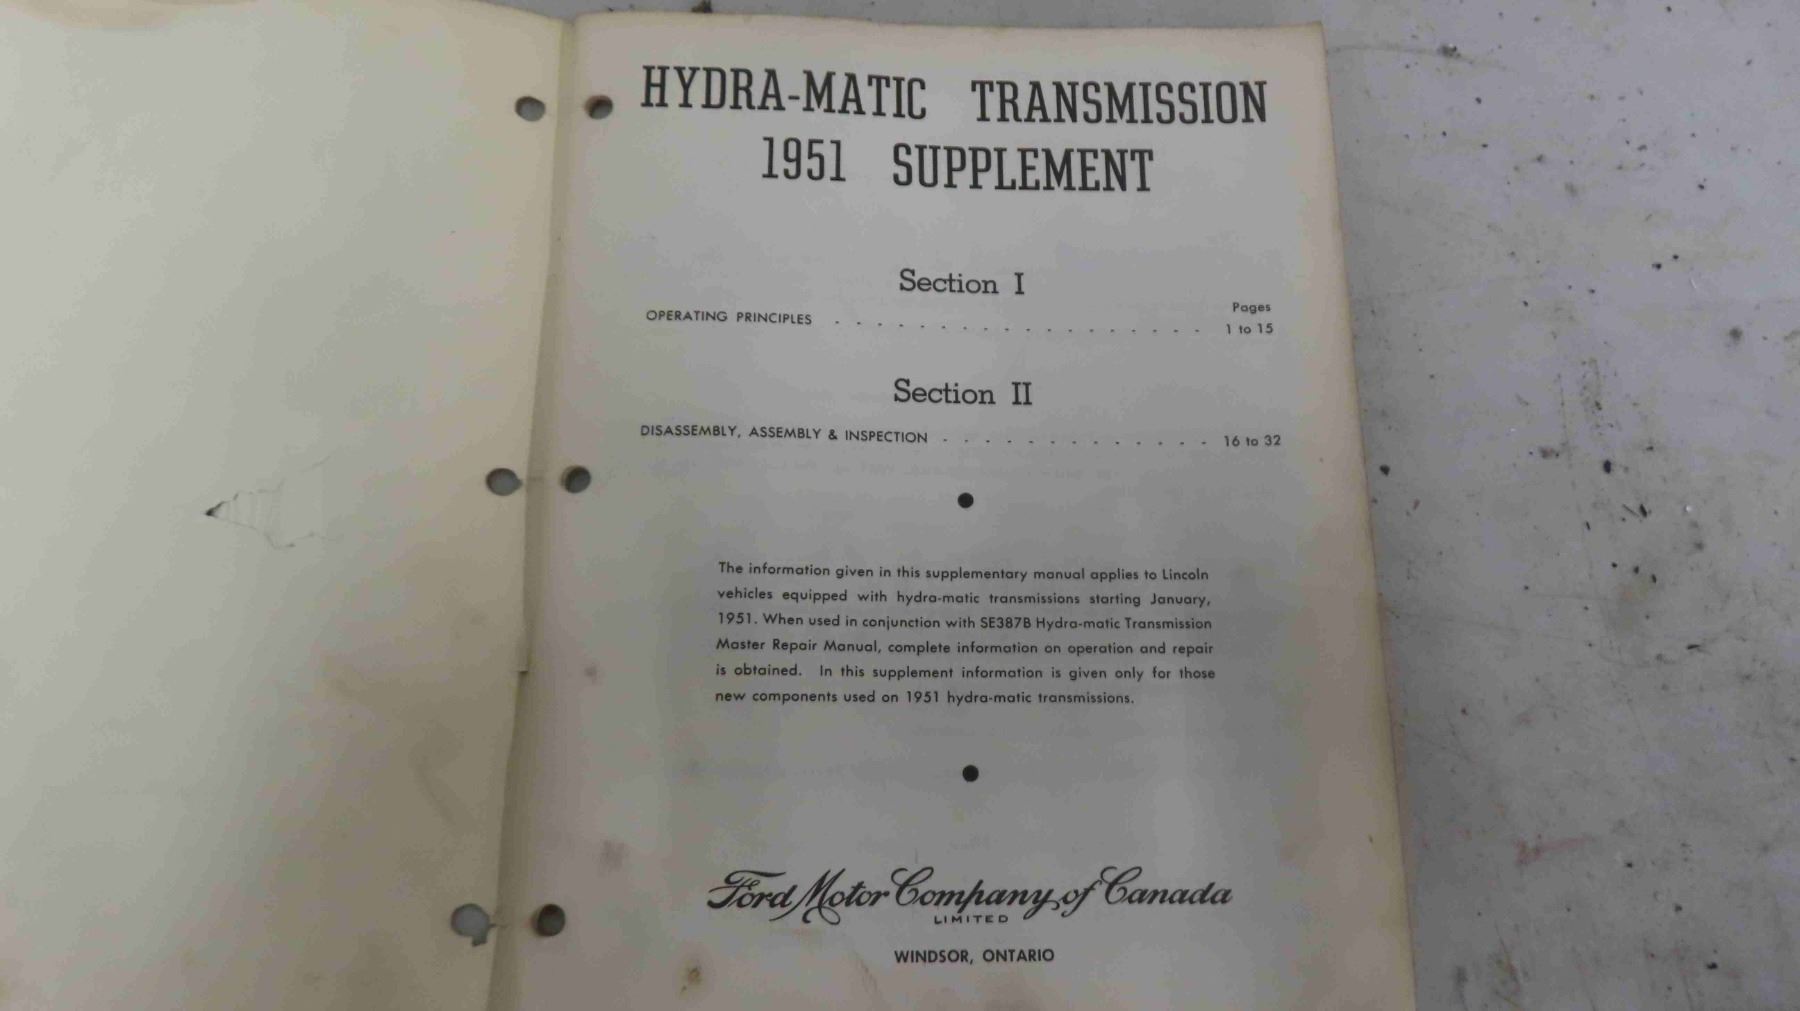 HYDRA-MATIC TRANSMISSION
1951 SUPPLEMENT
Section I
Pages
OPERATING PRINCIPLES - - - - - - - - - - - - - - - - - - 1 to 15
Section II
DISASSEMBLY, ASSEMBLY & INSPECTION - - - - - - - - - - - - - 16 to 32
The information given in this supplementary manual applies to Lincoln
vehicles equipped with hydra-matic transmissions starting January,
1951. When used in conjunction with SE387B Hydra-matic Transmission
Master Repair Manual, complete information on operation and repair
is obtained. In this supplement information is given only for those
new components used on 1951 hydra-matic transmissions.
Ford Motor Company of Canada
LIMITED
WINDSOR, ONTARIO